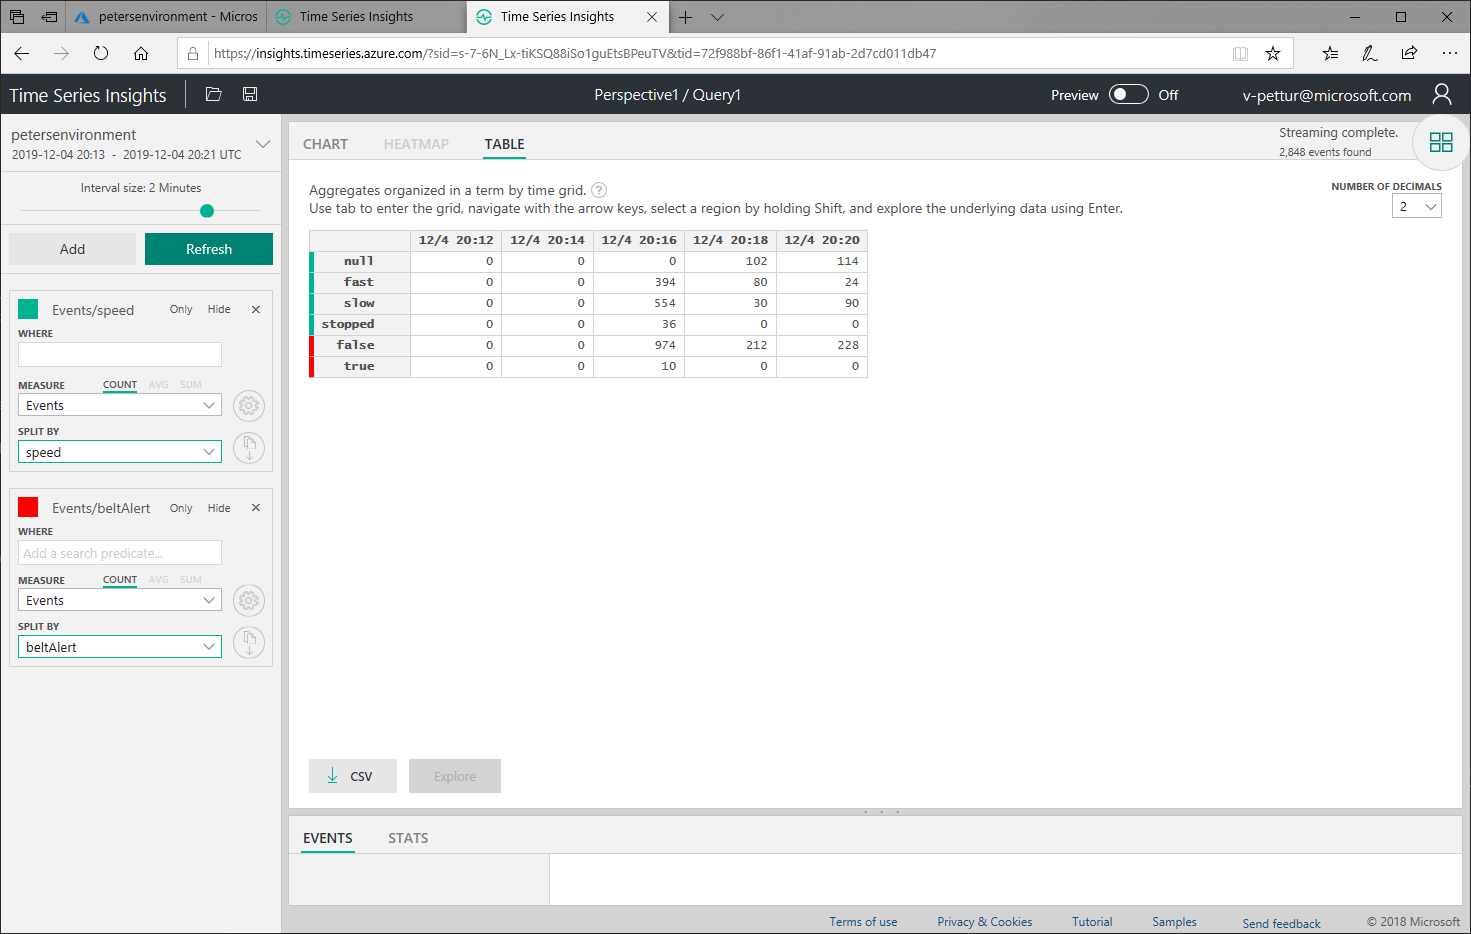 petersenvironment - Micros
Time Series Insights
Time Series Insights
https://insights.timeseries.azure.com/?sid=s-7-6N_Lx-tiKSQ88iSo1guEtsBPeuTV&tid=72f988bf-86f1-41af-91ab-2d7cd011db47
Time Series Insights
Perspective1 / Query1
Preview Off
v-pettur@microsoft.com
petersenvironment
2019-12-04 20:13 - 2019-12-04 20:21 UTC
Interval size: 2 Minutes
Add
Refresh
Events/speed Only Hide ×
WHERE
MEASURE COUNT AVG SUM
Events
SPLIT BY
speed
Events/beltAlert Only Hide ×
WHERE
Add a search predicate...
MEASURE COUNT AVG SUM
Events
SPLIT BY
beltAlert
CHART HEATMAP TABLE
Streaming complete.
2,848 events found
Aggregates organized in a term by time grid. ?
Use tab to enter the grid, navigate with the arrow keys, select a region by holding Shift, and explore the underlying data using Enter.
NUMBER OF DECIMALS
2
12/4 20:12 12/4 20:14 12/4 20:16 12/4 20:18 12/4 20:20
null 0 0 0 102 114
fast 0 0 394 80 24
slow 0 0 554 30 90
stopped 0 0 36 0 0
false 0 0 974 212 228
true 0 0 10 0 0
CSV
Explore
EVENTS STATS
Terms of use Privacy & Cookies Tutorial Samples Send feedback © 2018 Microsoft